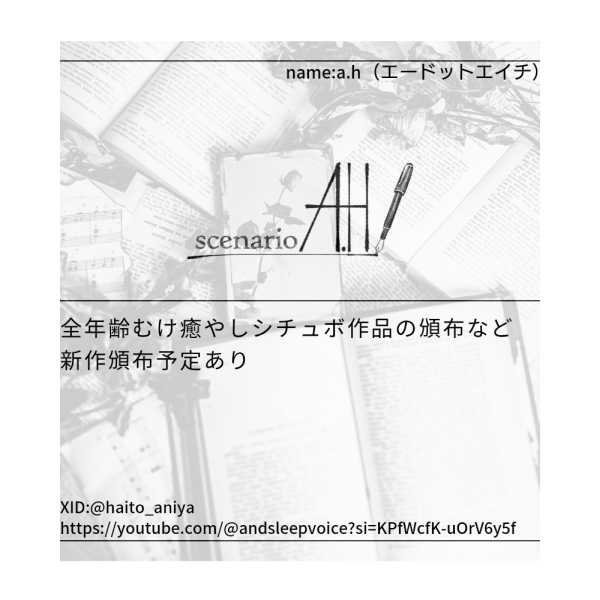 name:a.h（エードットエイチ）
scenario A.H
全年齢むけ癒やしシチュボ作品の頒布など
新作頒布予定あり
XID:@haito_aniya
https://youtube.com/@andsleepvoice?si=KPfWcfK-uOrV6y5f